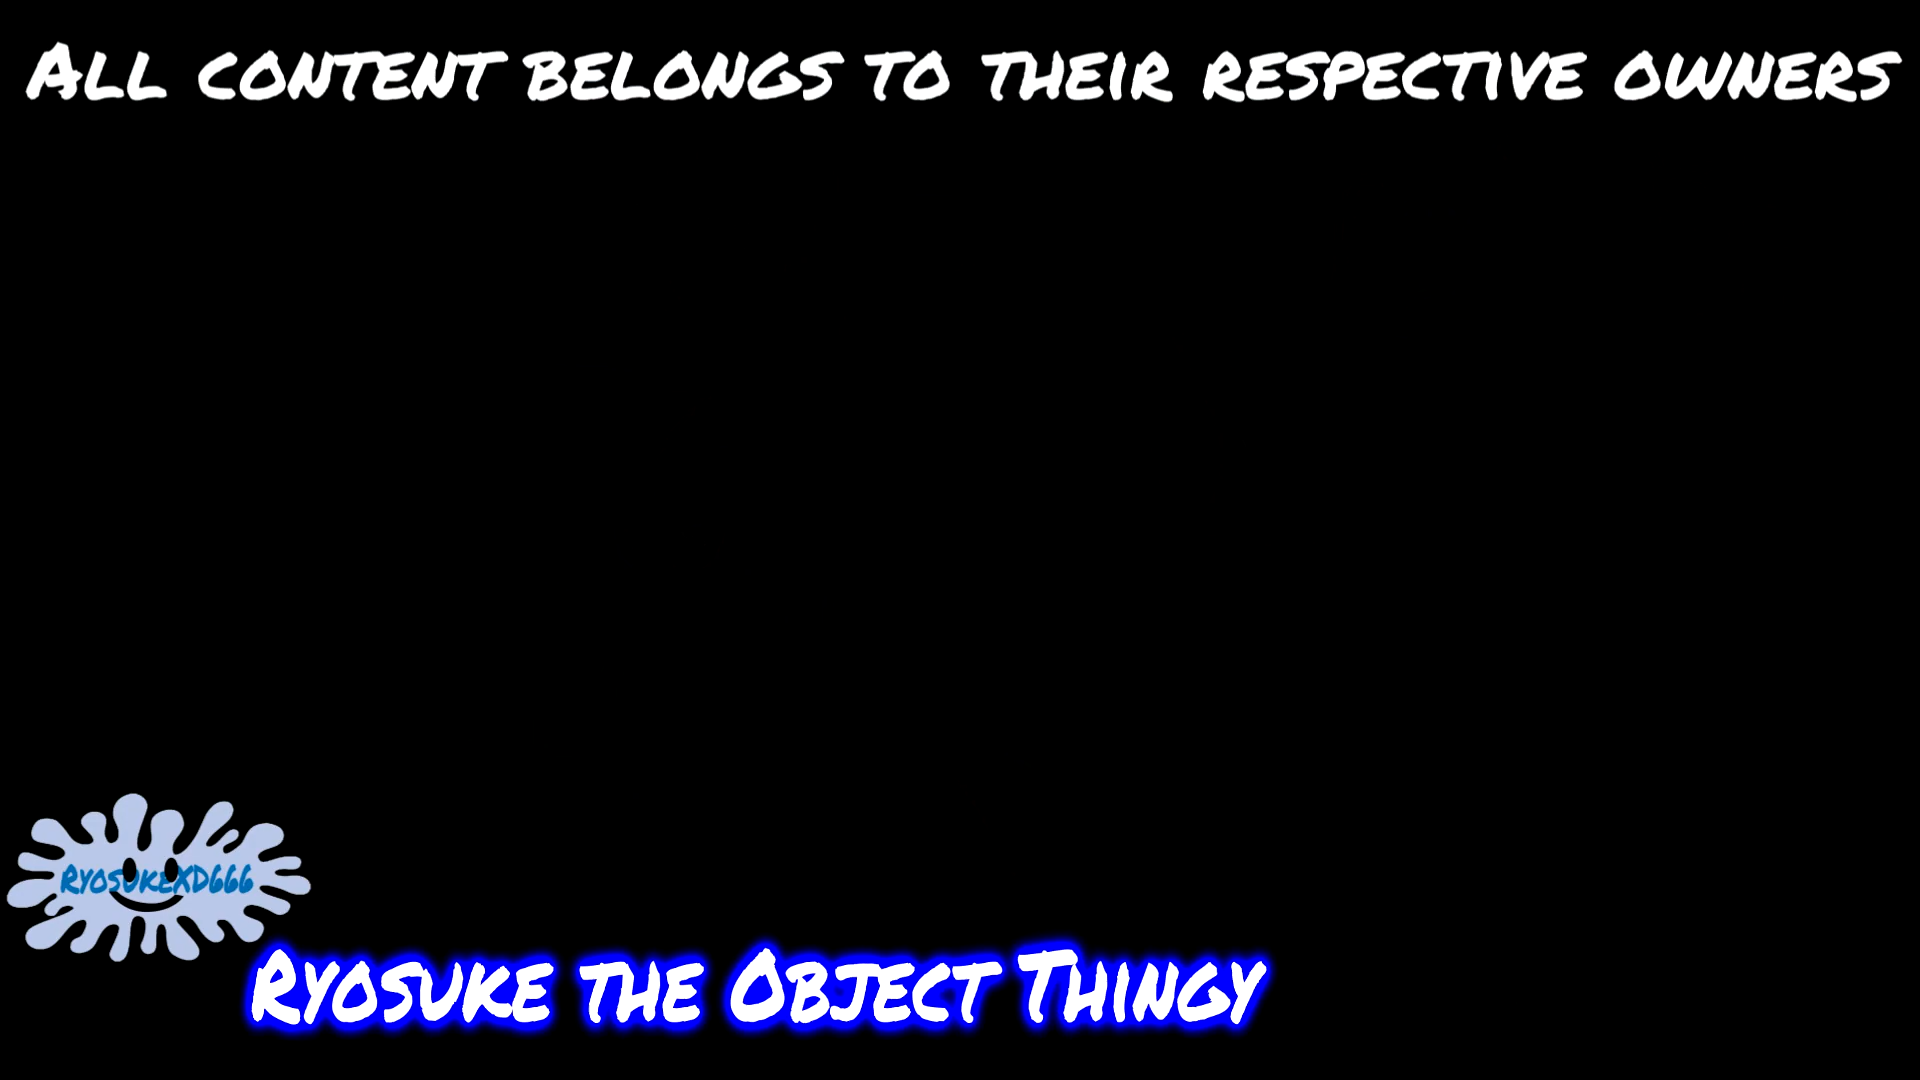 All content belongs to their respective owners
RyosukeXD666
Ryosuke the Object Thingy